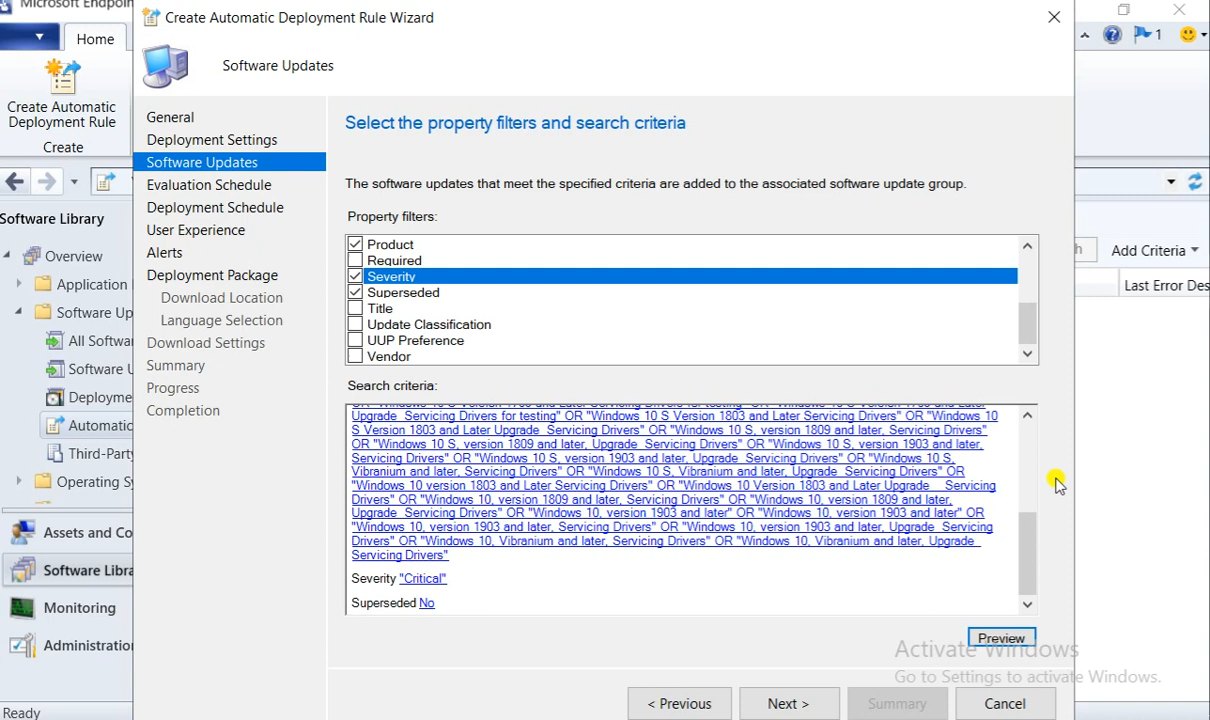 Microsoft Endpoin
Create Automatic Deployment Rule Wizard
Home
1
Software Updates
Create Automatic
Deployment Rule
Create
General
Deployment Settings
Software Updates
Evaluation Schedule
Deployment Schedule
User Experience
Alerts
Deployment Package
Download Location
Language Selection
Download Settings
Summary
Progress
Completion
Select the property filters and search criteria
The software updates that meet the specified criteria are added to the associated software update group.
Property filters:
Product
Required
Severity
Superseded
Title
Update Classification
UUP Preference
Vendor
Search criteria:
Upgrade Servicing Drivers for testing" OR "Windows 10 S Version 1803 and Later Servicing Drivers" OR "Windows 10
S Version 1803 and Later Upgrade Servicing Drivers" OR "Windows 10 S, version 1809 and later, Servicing Drivers"
OR "Windows 10 S, version 1809 and later, Upgrade Servicing Drivers" OR "Windows 10 S, version 1903 and later,
Servicing Drivers" OR "Windows 10 S, version 1903 and later, Upgrade Servicing Drivers" OR "Windows 10 S,
Vibranium and later, Servicing Drivers" OR "Windows 10 S, Vibranium and later, Upgrade Servicing Drivers" OR
"Windows 10 version 1803 and Later Servicing Drivers" OR "Windows 10 Version 1803 and Later Upgrade Servicing
Drivers" OR "Windows 10, version 1809 and later, Servicing Drivers" OR "Windows 10, version 1809 and later,
Upgrade Servicing Drivers" OR "Windows 10, version 1903 and later" OR "Windows 10, version 1903 and later" OR
"Windows 10, version 1903 and later, Servicing Drivers" OR "Windows 10, version 1903 and later, Upgrade Servicing
Drivers" OR "Windows 10, Vibranium and later, Servicing Drivers" OR "Windows 10, Vibranium and later, Upgrade
Servicing Drivers"
Severity "Critical"
Superseded No
Preview
< Previous
Next >
Summary
Cancel
Software Library
Overview
Application
Software Up
All Softwa
Software U
Deployme
Automatic
Third-Party
Operating Sy
Assets and Co
Software Libra
Monitoring
Administration
Ready
h
Add Criteria
Last Error Des
Activate Windows
Go to Settings to activate Windows.